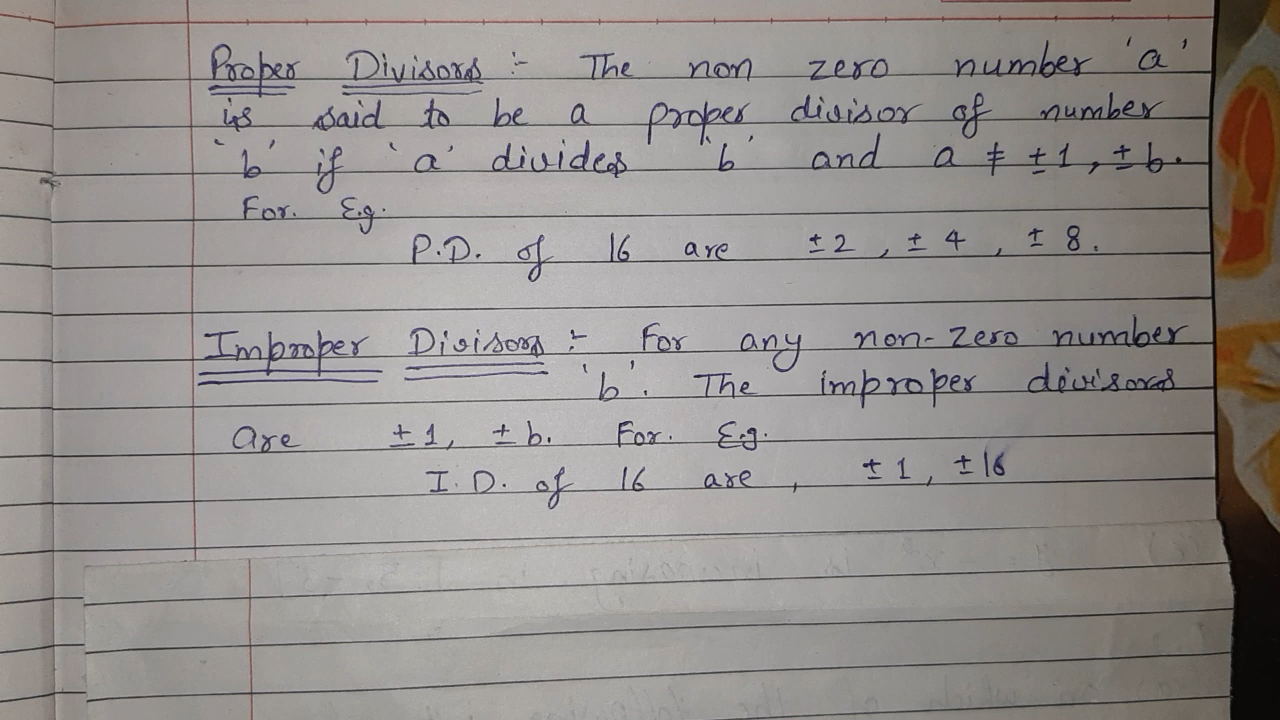 Proper Divisors :- The non zero number 'a'
is said to be a proper divisor of number
'b' if 'a' divides 'b' and a ≠ ±1, ±b.
For. E.g.
P.D. of 16 are ±2, ±4, ±8.
Improper Divisors :- For any non-zero number
'b'. The improper divisors
are ±1, ±b. For. E.g.
I.D. of 16 are, ±1, ±16